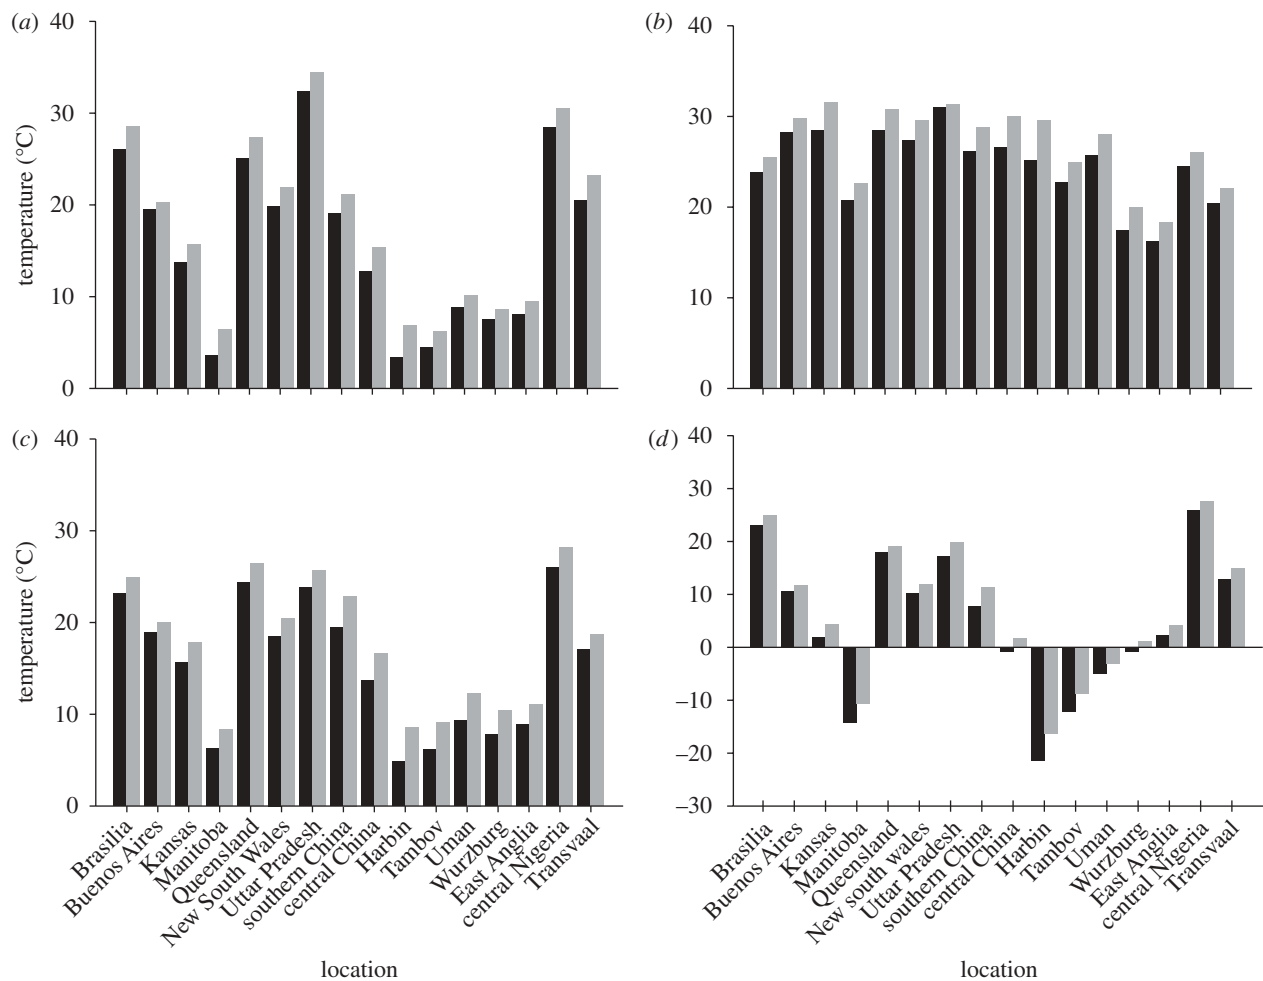 (a)
40
30
20
10
0
temperature (°C)
(b)
40
30
20
10
0
(c)
40
30
20
10
0
temperature (°C)
Brasilia
Buenos Aires
Kansas
Manitoba
Queensland
New South Wales
Uttar Pradesh
southern China
central China
Harbin
Tambov
Uman
Wurzburg
East Anglia
central Nigeria
Transvaal
location
(d)
40
30
20
10
0
–10
–20
–30
Brasilia
Buenos Aires
Kansas
Manitoba
Queensland
New south wales
Uttar Pradesh
southern China
central China
Harbin
Tambov
Uman
Wurzburg
East Anglia
central Nigeria
Transvaal
location